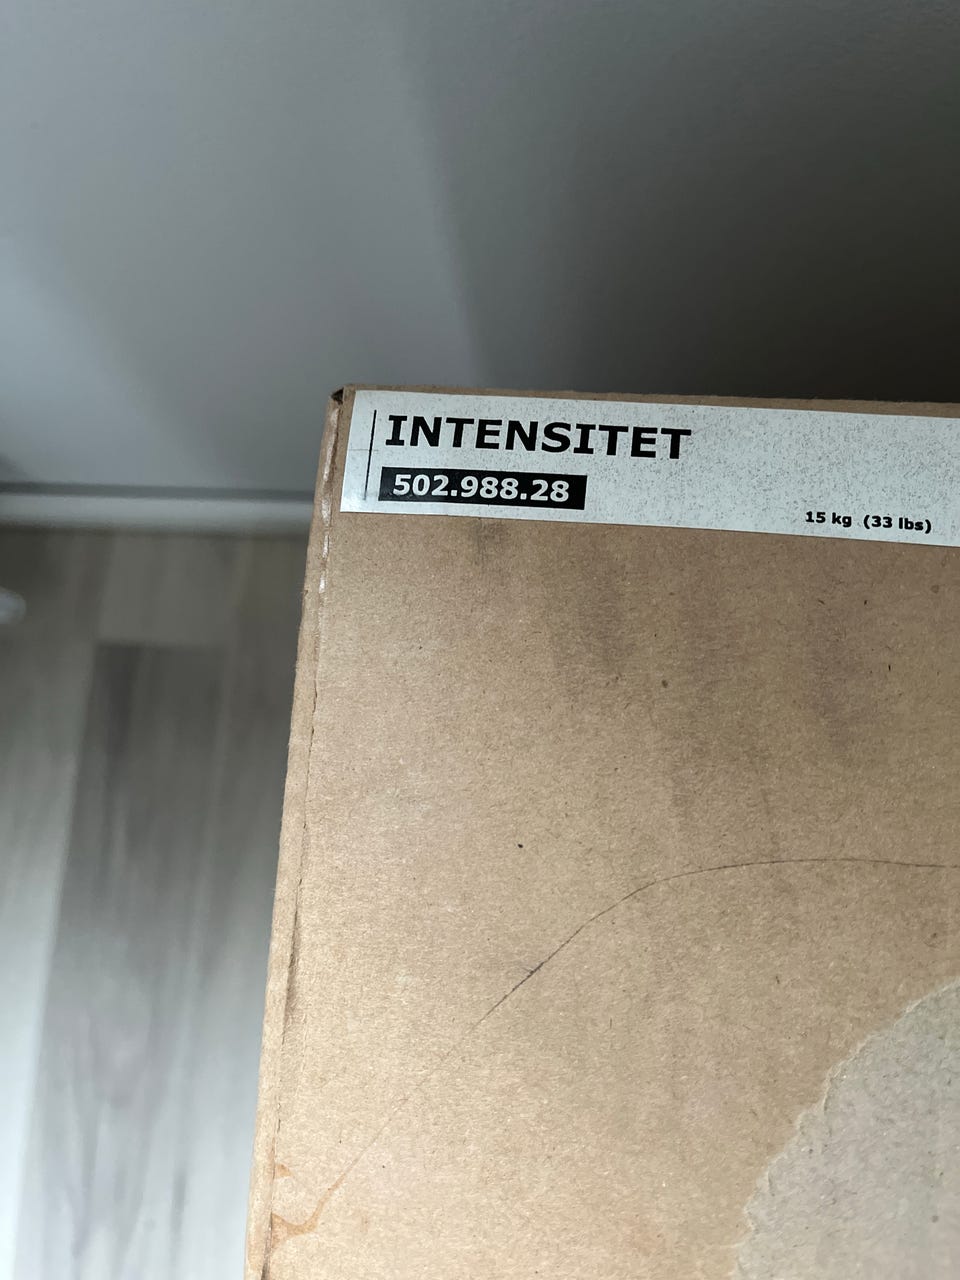 INTENSITET
502.988.28
15 kg (33 lbs)